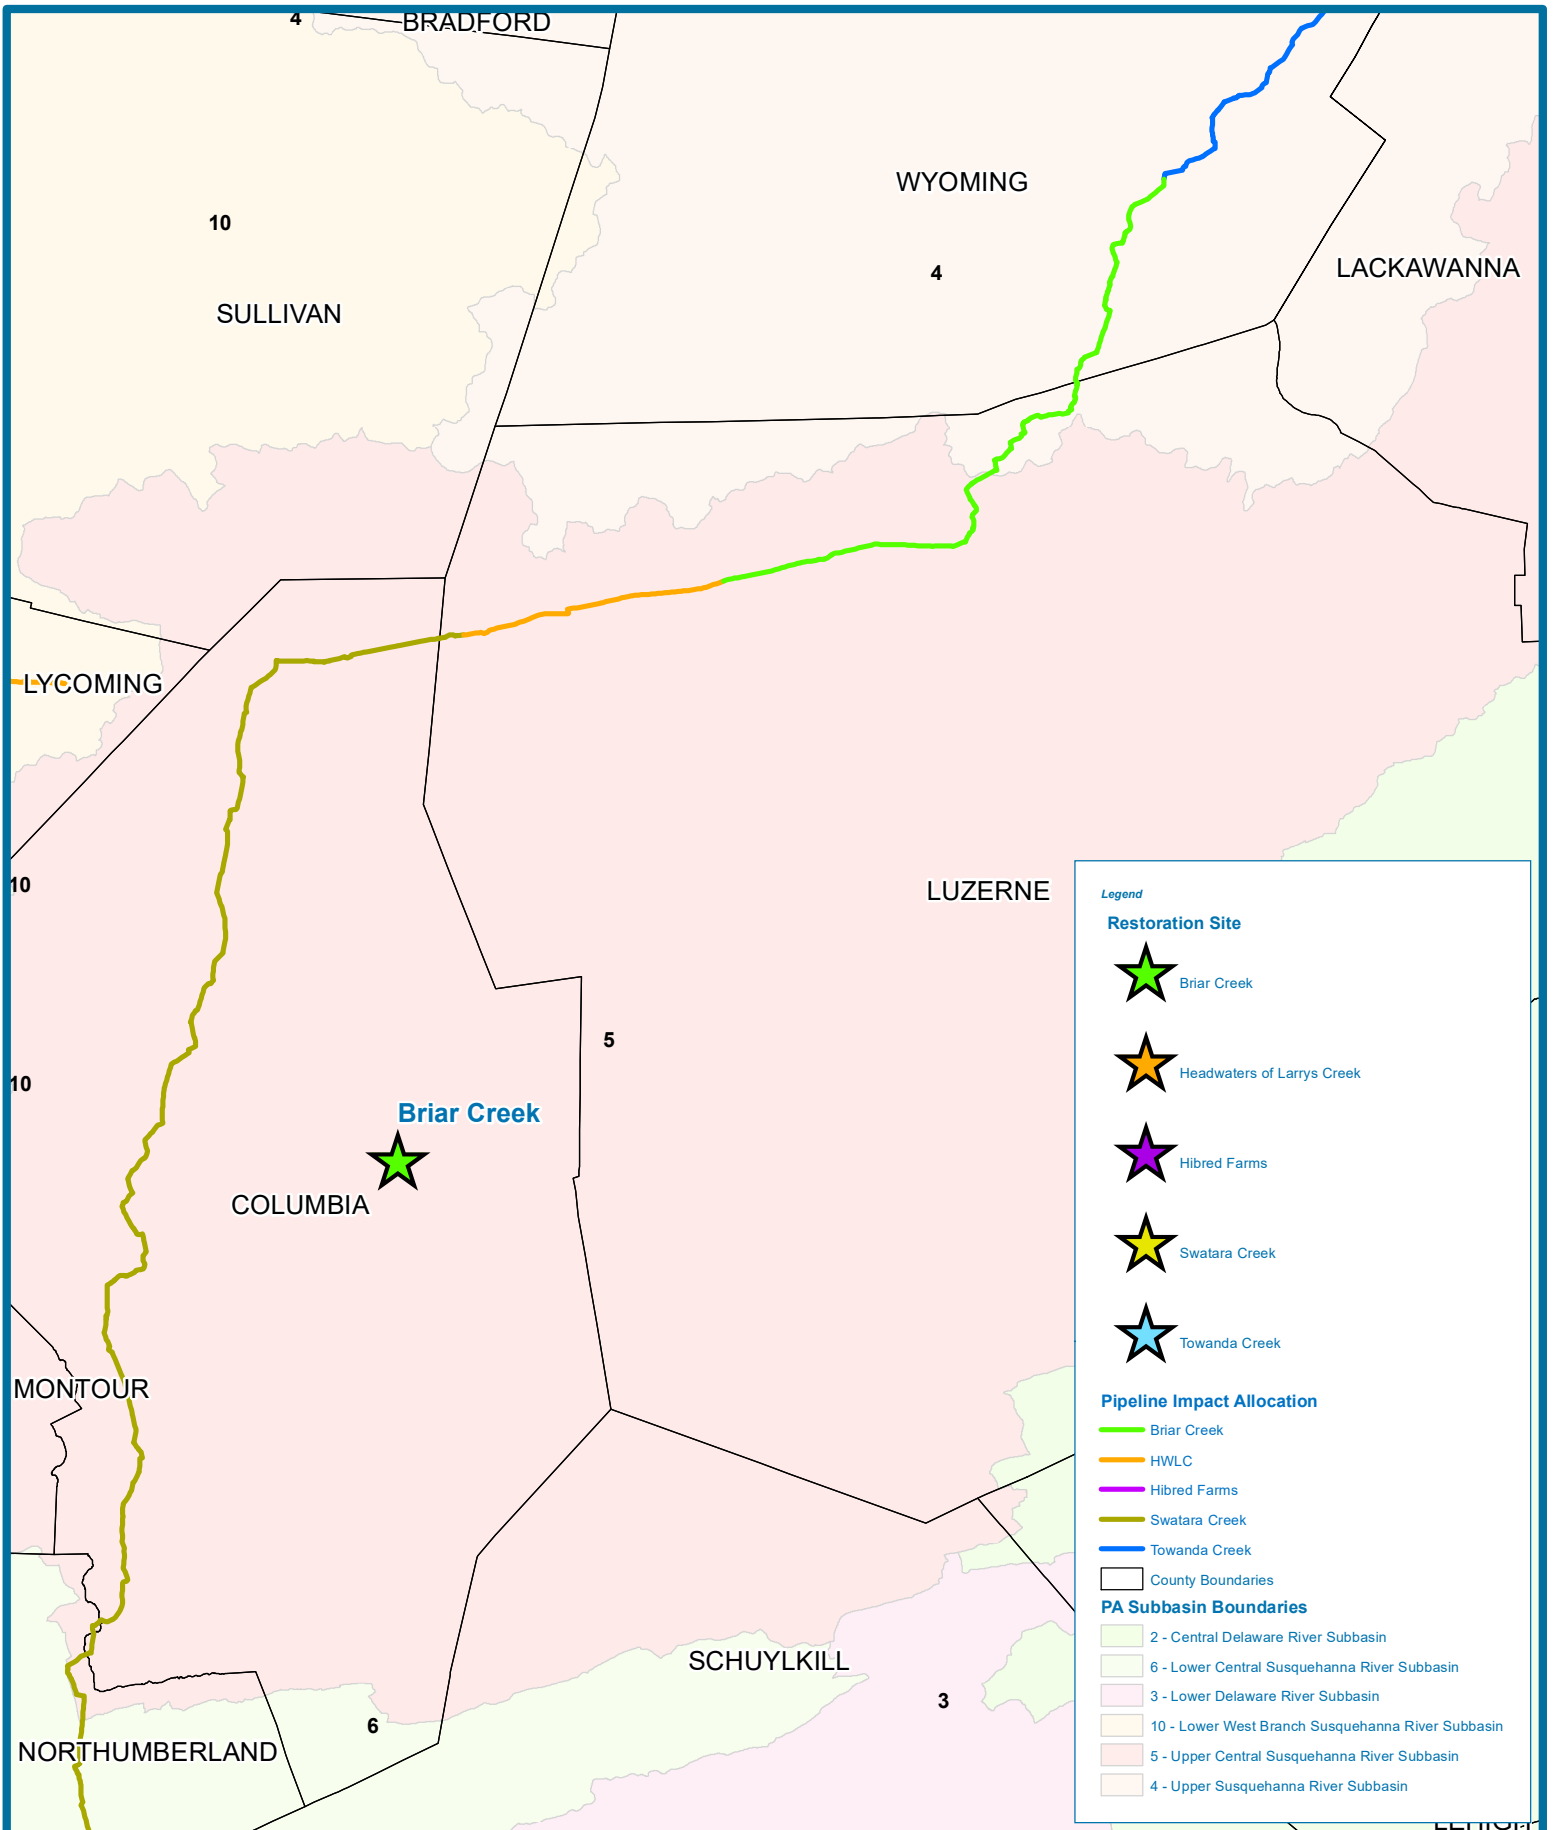 4
BRADFORD
WYOMING
10
LACKAWANNA
4
SULLIVAN
LYCOMING
10
LUZERNE
5
10
Briar Creek
COLUMBIA
MONTOUR
SCHUYLKILL
3
6
NORTHUMBERLAND
LEHIGH
Legend
Restoration Site
Briar Creek
Headwaters of Larrys Creek
Hibred Farms
Swatara Creek
Towanda Creek
Pipeline Impact Allocation
Briar Creek
HWLC
Hibred Farms
Swatara Creek
Towanda Creek
County Boundaries
PA Subbasin Boundaries
2 - Central Delaware River Subbasin
6 - Lower Central Susquehanna River Subbasin
3 - Lower Delaware River Subbasin
10 - Lower West Branch Susquehanna River Subbasin
5 - Upper Central Susquehanna River Subbasin
4 - Upper Susquehanna River Subbasin